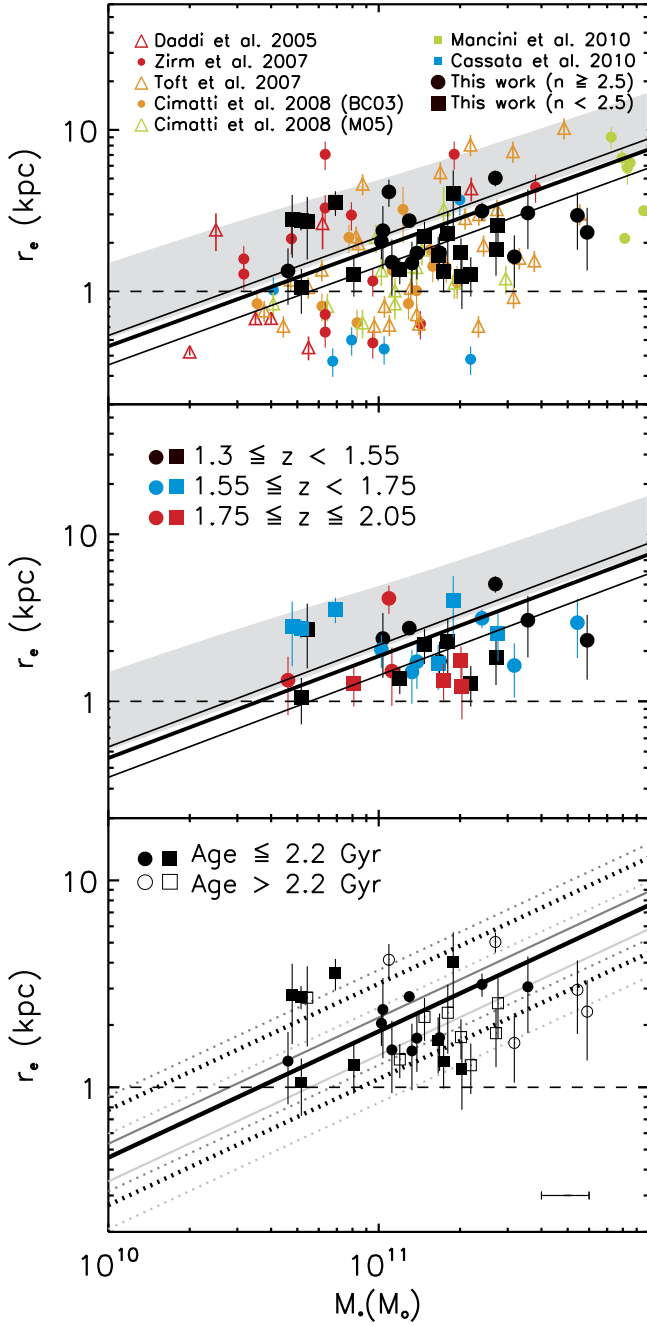 Daddi et al. 2005
Zirm et al. 2007
Toft et al. 2007
Cimatti et al. 2008 (BC03)
Cimatti et al. 2008 (M05)
Mancini et al. 2010
Cassata et al. 2010
This work (n ≧ 2.5)
This work (n < 2.5)
10
1
r_e (kpc)
1.3 ≦ z < 1.55
1.55 ≦ z < 1.75
1.75 ≦ z ≦ 2.05
10
1
r_e (kpc)
Age ≦ 2.2 Gyr
Age > 2.2 Gyr
10
1
r_e (kpc)
10^10
10^11
M_*(M_o)